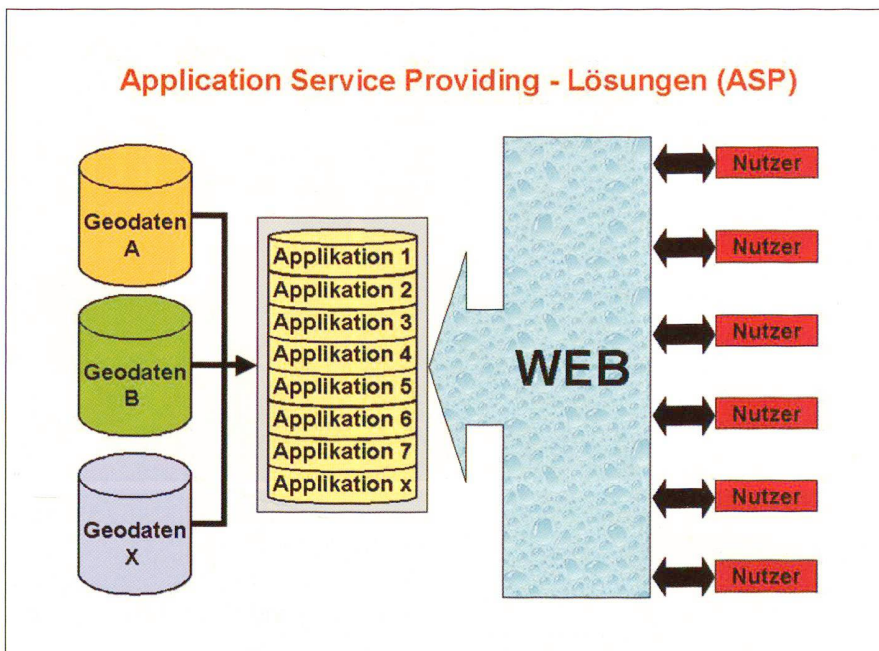 Application Service Providing - Lösungen (ASP)
Geodaten
A
Geodaten
B
Geodaten
X
Applikation 1
Applikation 2
Applikation 3
Applikation 4
Applikation 5
Applikation 6
Applikation 7
Applikation x
WEB
Nutzer
Nutzer
Nutzer
Nutzer
Nutzer
Nutzer